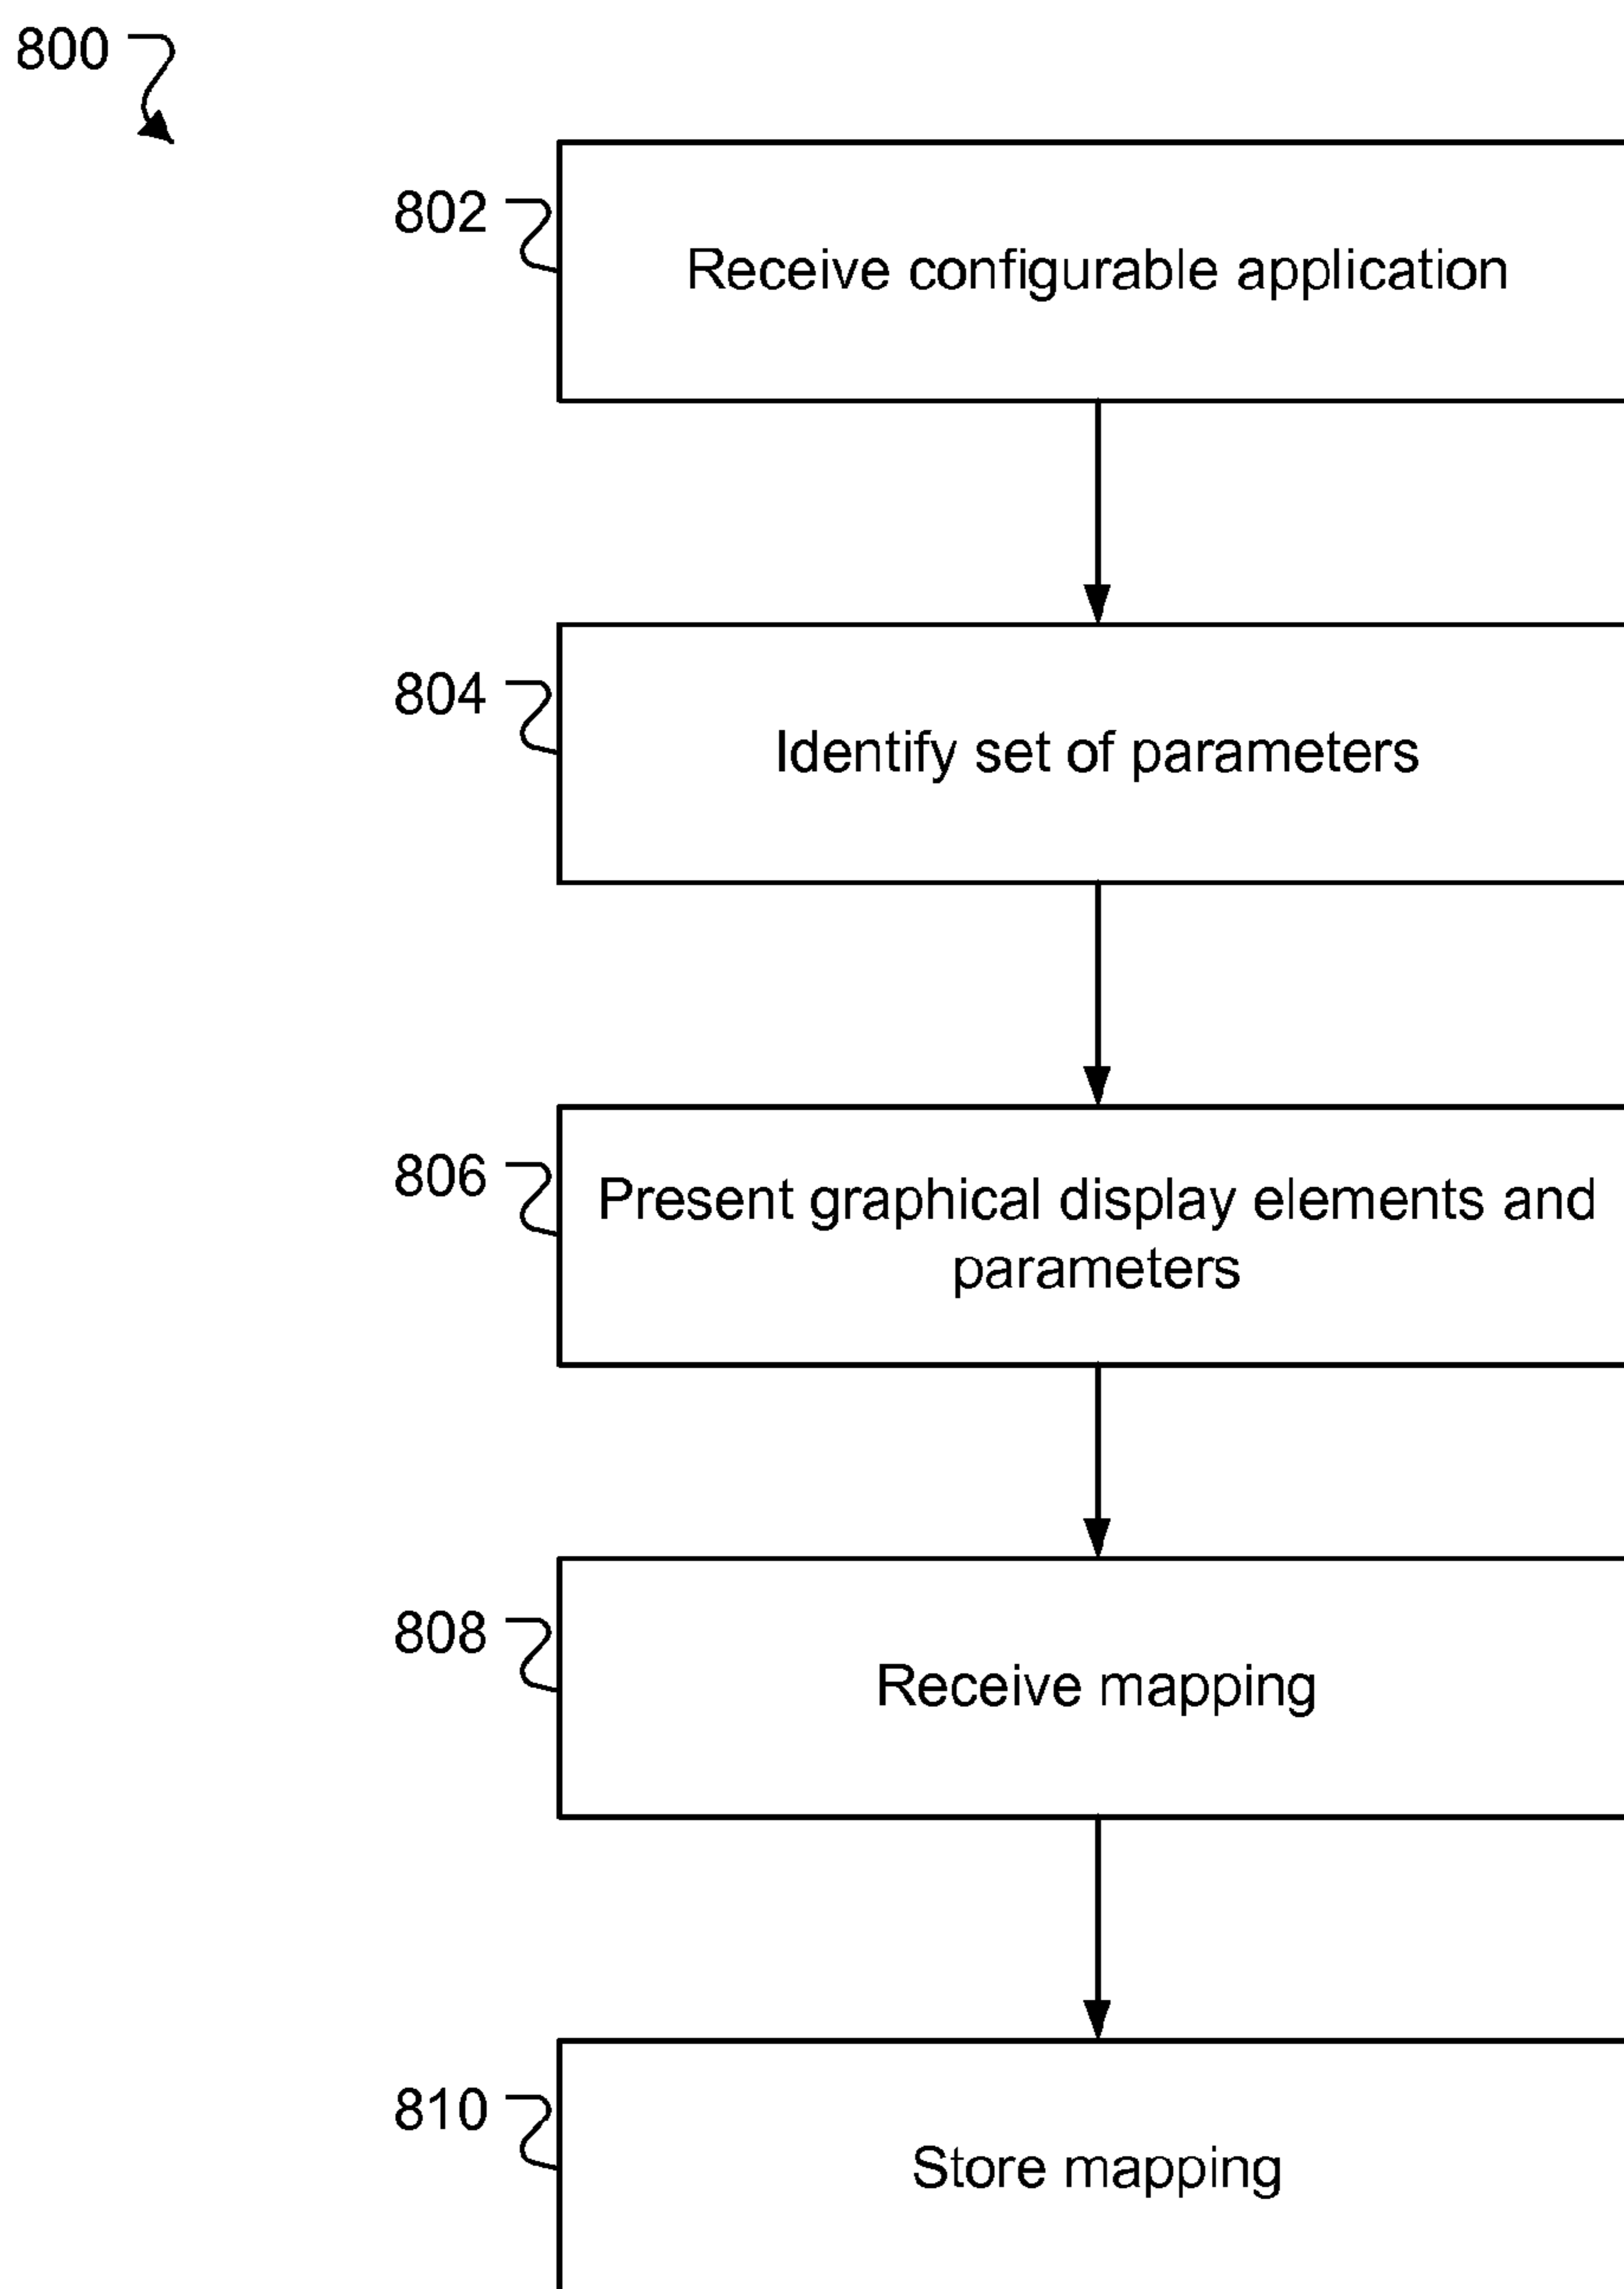 800
802
Receive configurable application
804
Identify set of parameters
806
Present graphical display elements and
parameters
808
Receive mapping
810
Store mapping